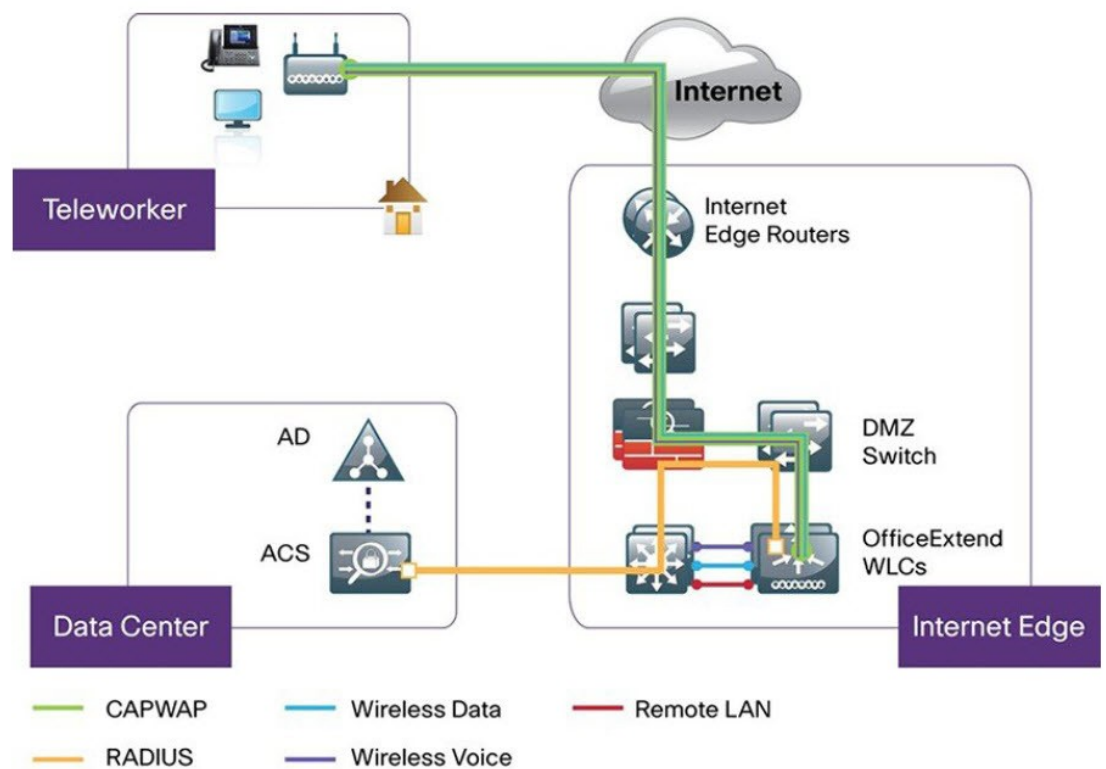 Internet
Teleworker
Internet
Edge Routers
AD
DMZ
Switch
ACS
OfficeExtend
WLCs
Data Center
Internet Edge
CAPWAP
Wireless Data
Remote LAN
RADIUS
Wireless Voice